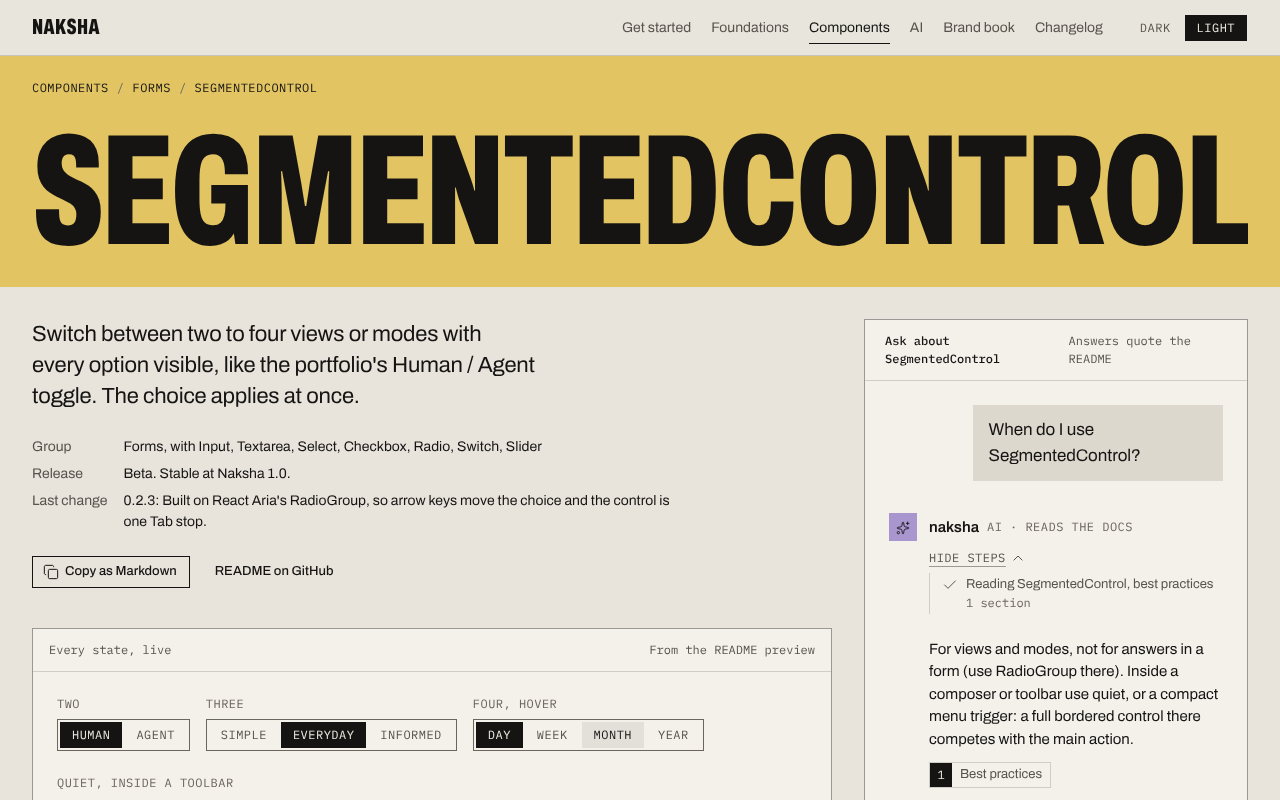 NAKSHA
Get started
Foundations
Components
AI
Brand book
Changelog
DARK
LIGHT
COMPONENTS / FORMS / SEGMENTEDCONTROL
SEGMENTEDCONTROL
Switch between two to four views or modes with
every option visible, like the portfolio's Human / Agent
toggle. The choice applies at once.
Group Forms, with Input, Textarea, Select, Checkbox, Radio, Switch, Slider
Release Beta. Stable at Naksha 1.0.
Last change 0.2.3: Built on React Aria's RadioGroup, so arrow keys move the choice and the control is
one Tab stop.
Copy as Markdown
README on GitHub
Every state, live
From the README preview
TWO
HUMAN AGENT
THREE
SIMPLE EVERYDAY INFORMED
FOUR, HOVER
DAY WEEK MONTH YEAR
QUIET, INSIDE A TOOLBAR
Ask about
SegmentedControl
Answers quote the
README
When do I use
SegmentedControl?
naksha AI · READS THE DOCS
HIDE STEPS
Reading SegmentedControl, best practices
1 section
For views and modes, not for answers in a
form (use RadioGroup there). Inside a
composer or toolbar use quiet, or a compact
menu trigger: a full bordered control there
competes with the main action.
1 Best practices